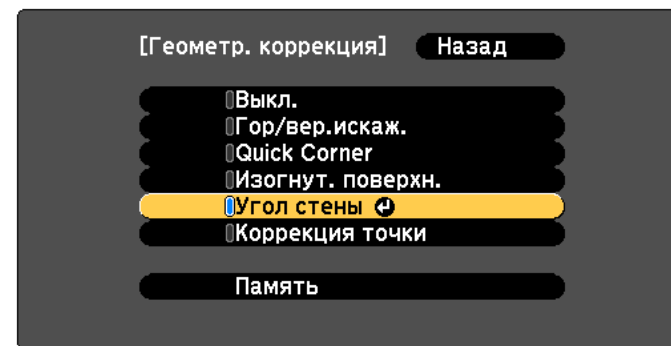 [Геометр. коррекция] Назад
Выкл.
Гор/вер.искаж.
Quick Corner
Изогнут. поверхн.
Угол стены
Коррекция точки
Память